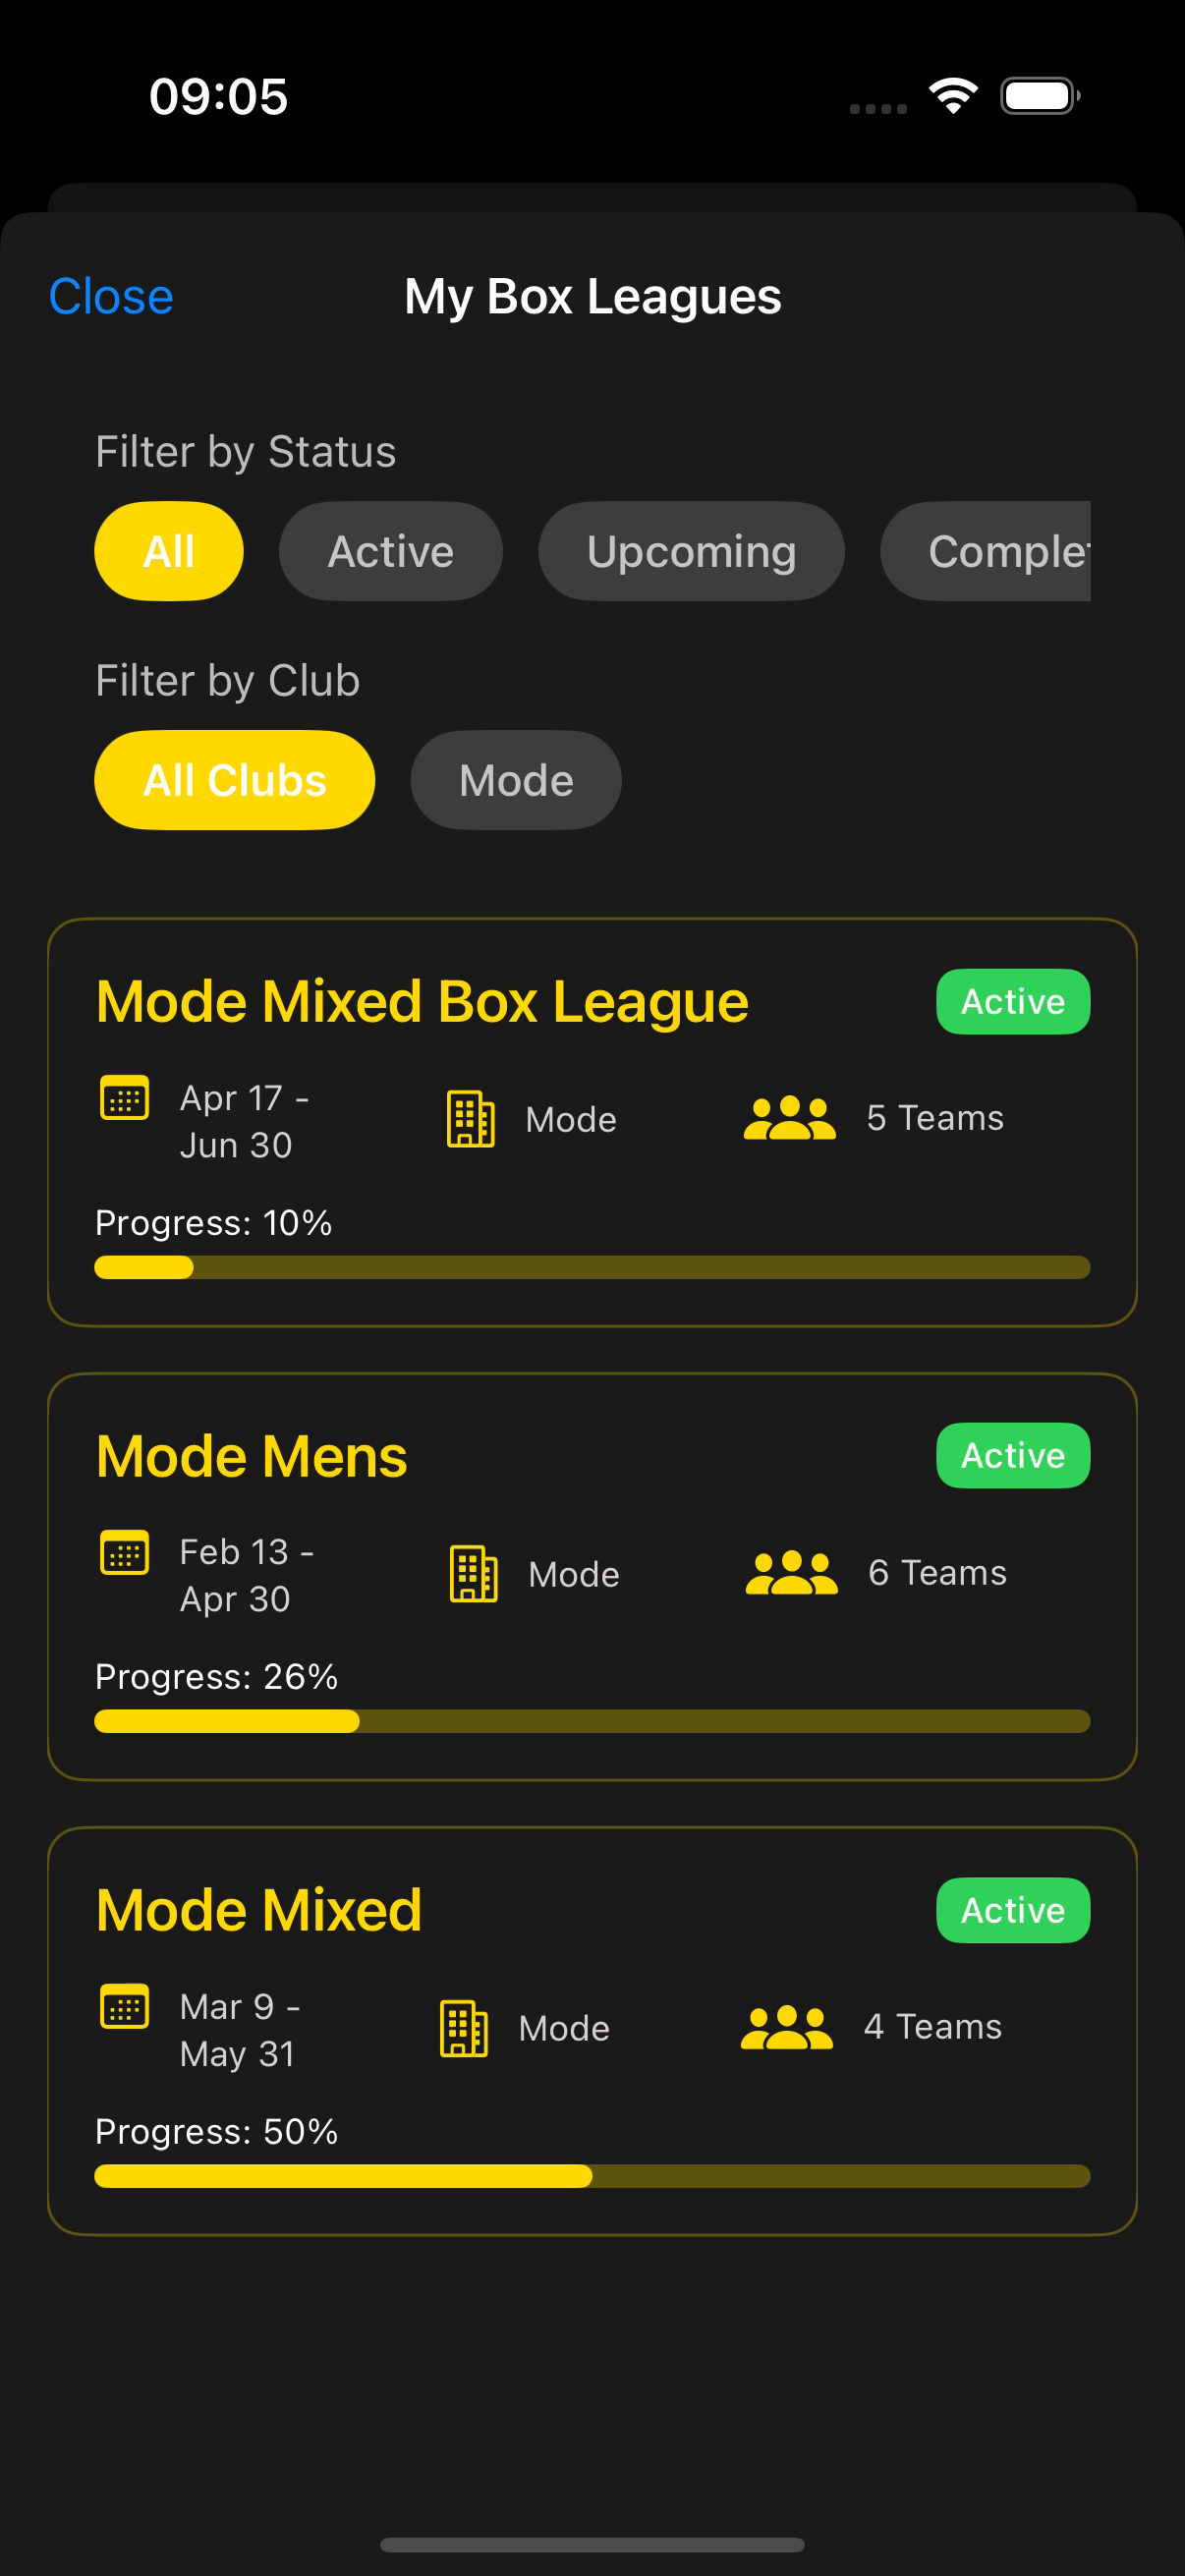 09:05
Close
My Box Leagues
Filter by Status
All
Active
Upcoming
Complet
Filter by Club
All Clubs
Mode
Mode Mixed Box League
Active
Apr 17 -
Jun 30
Mode
5 Teams
Progress: 10%
Mode Mens
Active
Feb 13 -
Apr 30
Mode
6 Teams
Progress: 26%
Mode Mixed
Active
Mar 9 -
May 31
Mode
4 Teams
Progress: 50%